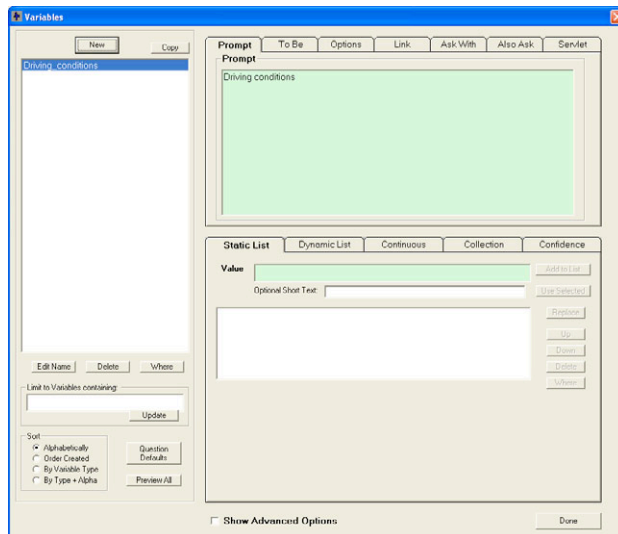 Variables
New
Copy
Driving_conditions
Edit Name
Delete
Where
Limit to Variables containing:
Update
Sort
Alphabetically
Order Created
By Variable Type
By Type + Alpha
Question
Defaults
Preview All
Prompt
To Be
Options
Link
Ask With
Also Ask
Servlet
Prompt
Driving conditions
Static List
Dynamic List
Continuous
Collection
Confidence
Value
Add to List
Optional Short Text:
Use Selected
Replace
Up
Down
Delete
Where
Show Advanced Options
Done